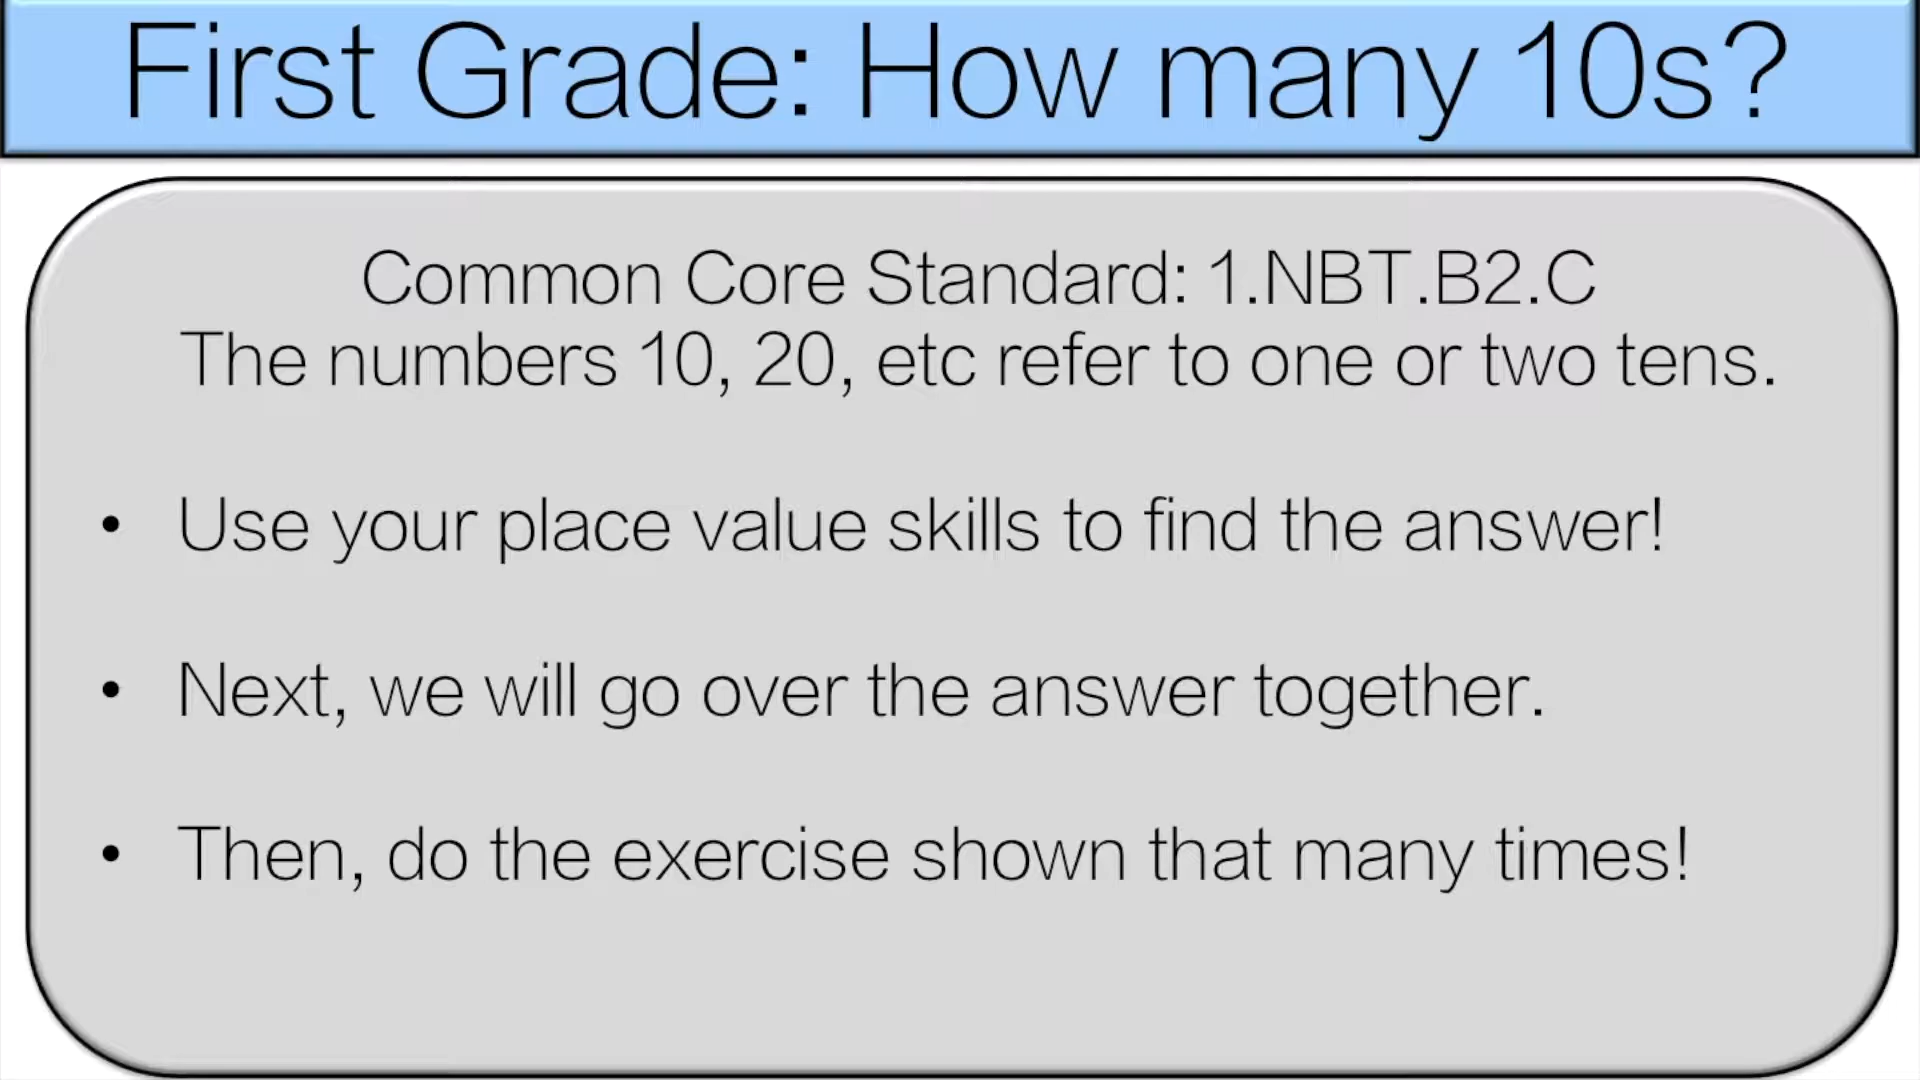 First Grade: How many 10s?
Common Core Standard: 1.NBT.B2.C
The numbers 10, 20, etc refer to one or two tens.
• Use your place value skills to find the answer!
• Next, we will go over the answer together.
• Then, do the exercise shown that many times!